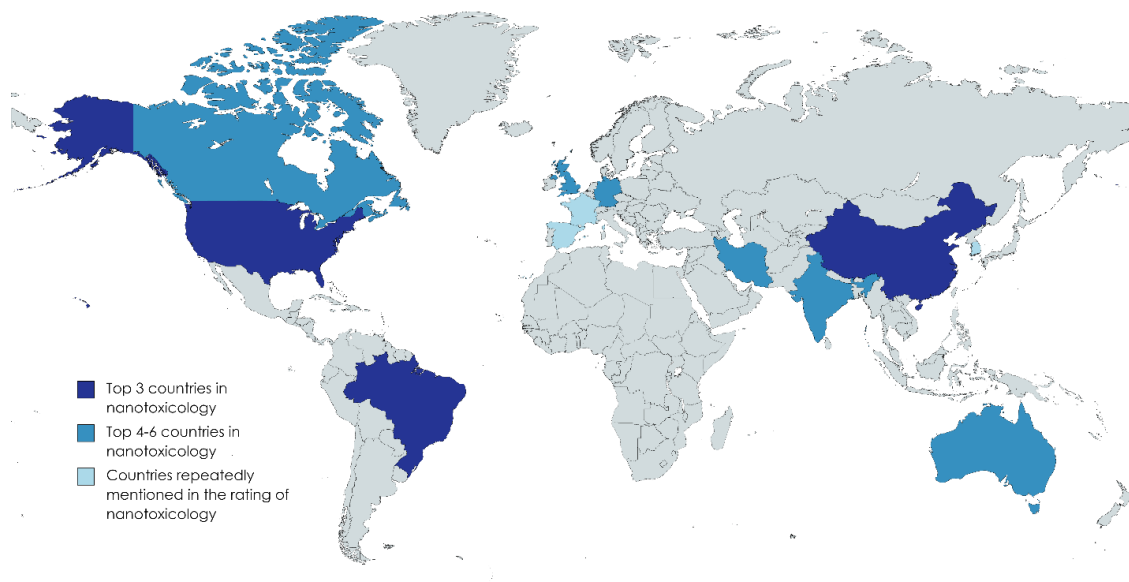 Top 3 countries in
nanotoxicology
Top 4-6 countries in
nanotoxicology
Countries repeatedly
mentioned in the rating of
nanotoxicology